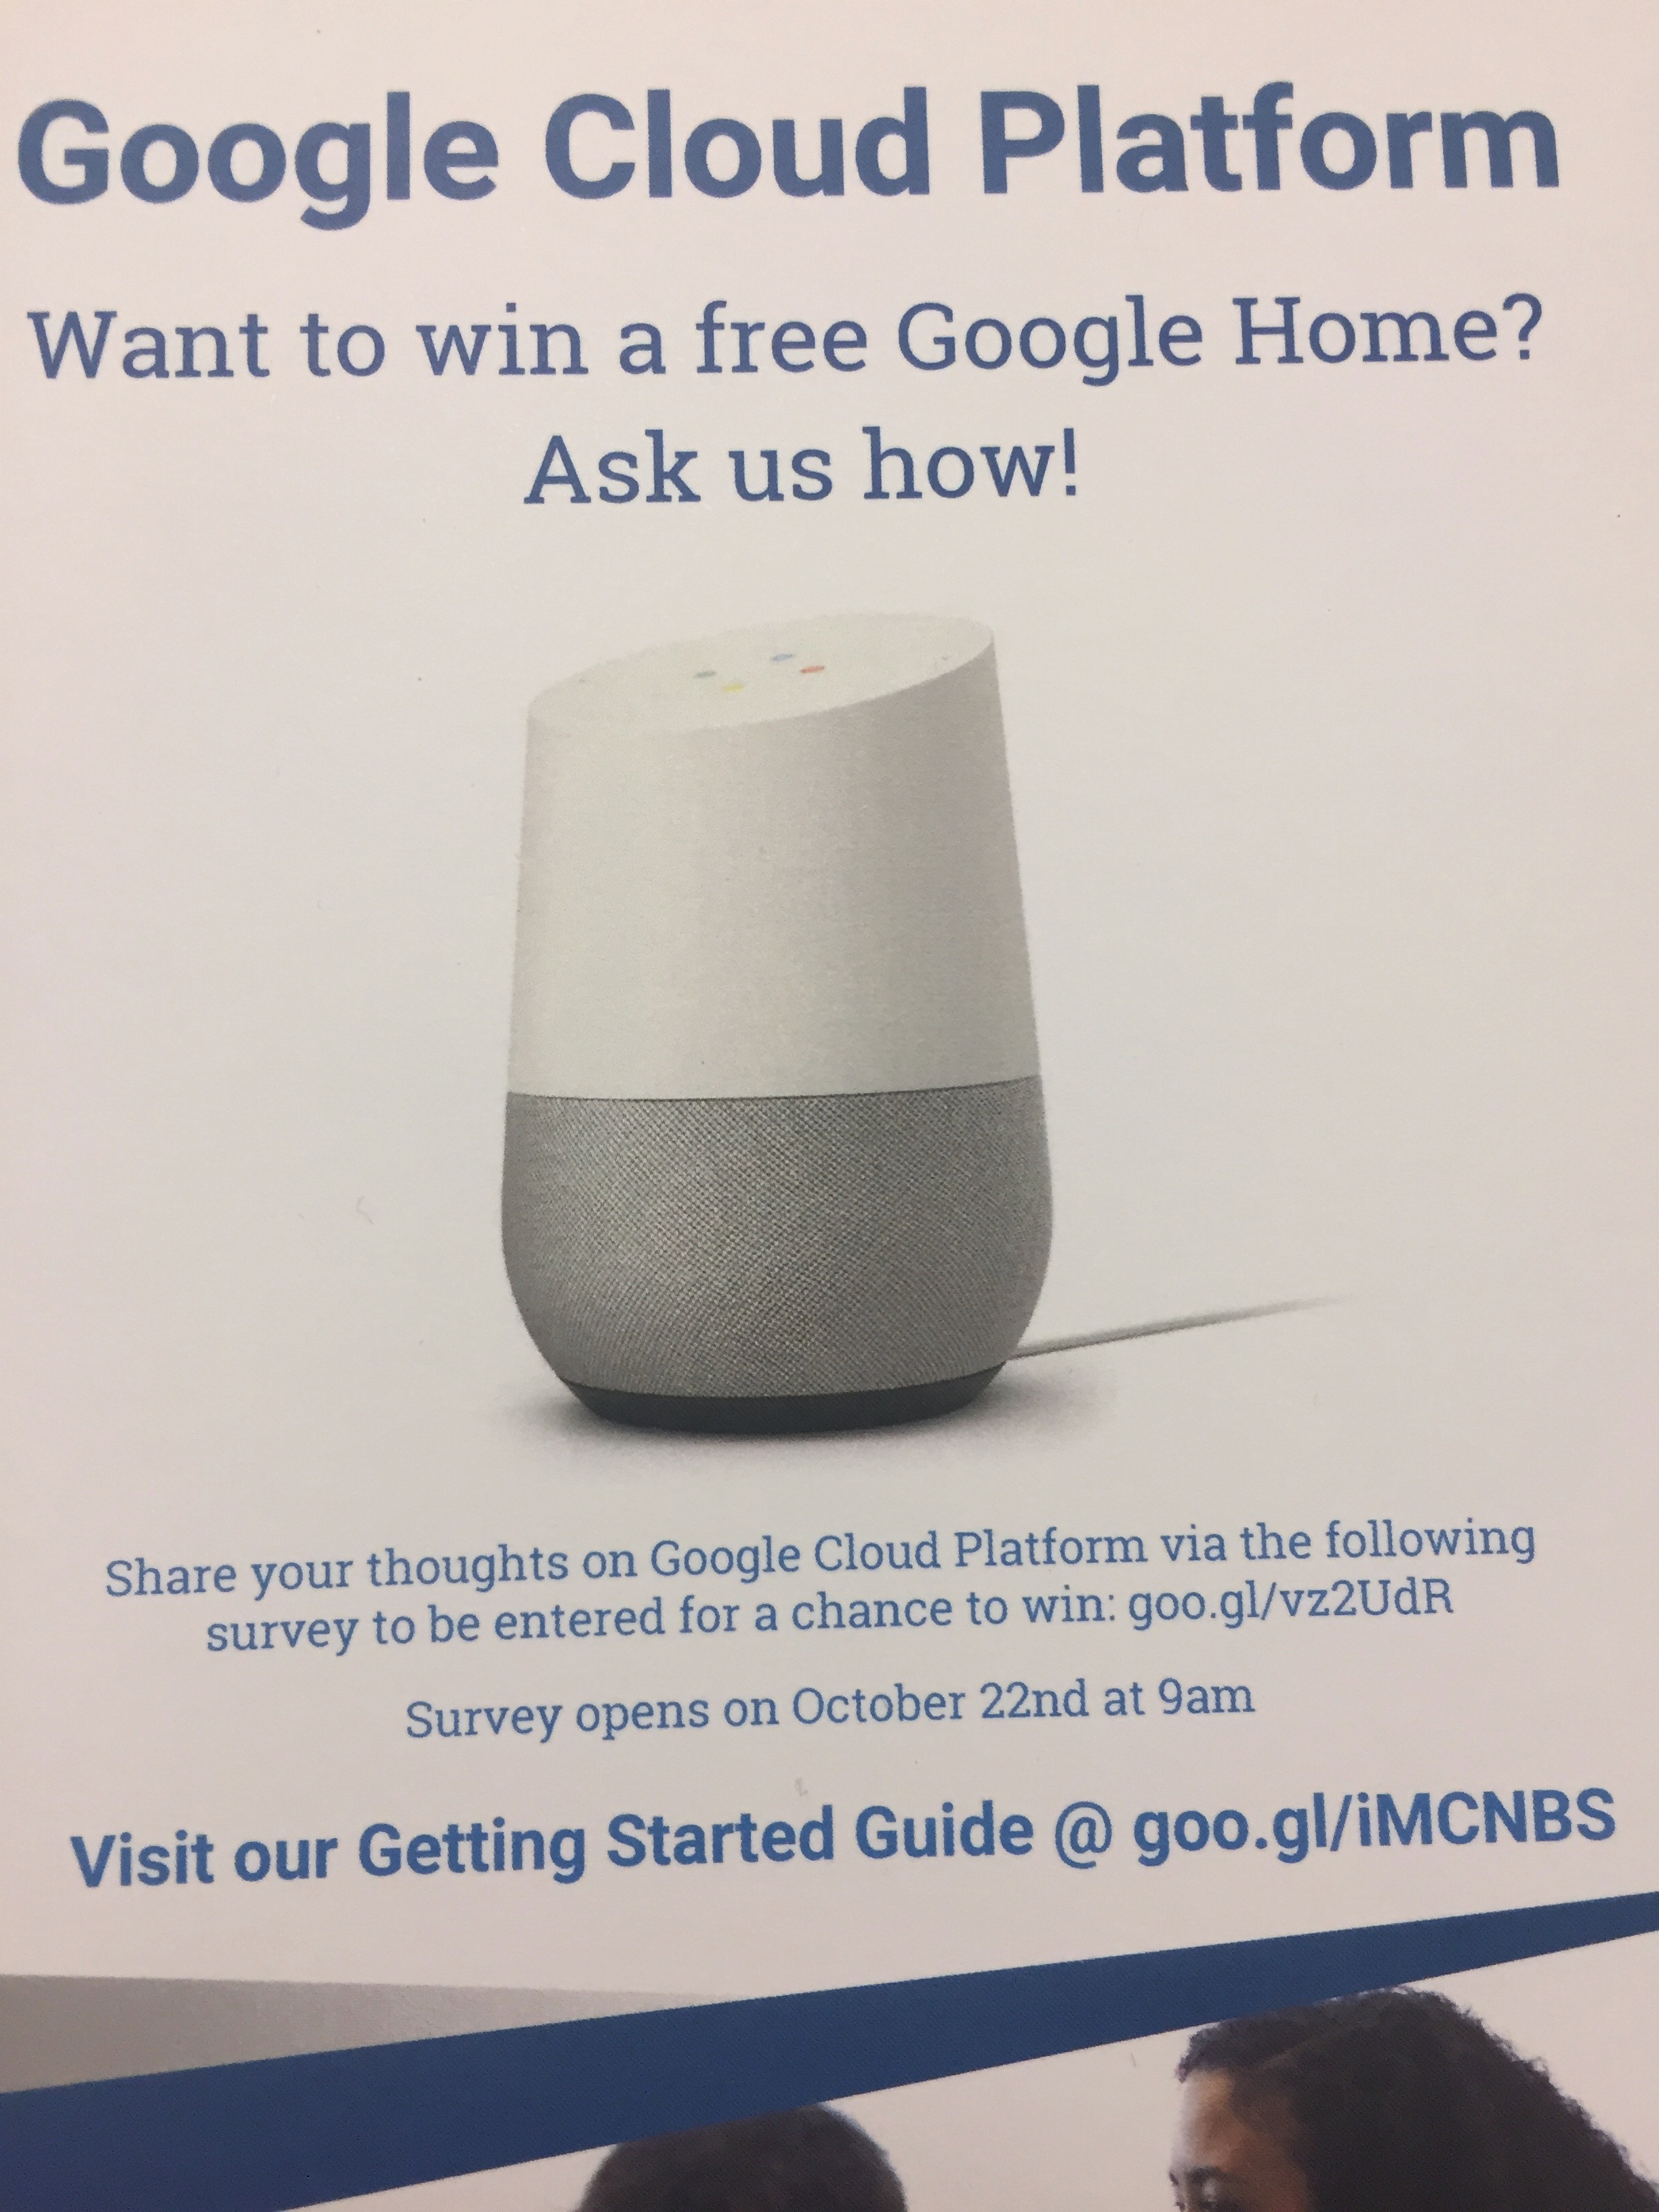 Google Cloud Platform
Want to win a free Google Home?
Ask us how!
Share your thoughts on Google Cloud Platform via the following
survey to be entered for a chance to win: goo.gl/vz2UdR
Survey opens on October 22nd at 9am
Visit our Getting Started Guide @ goo.gl/iMCNBS